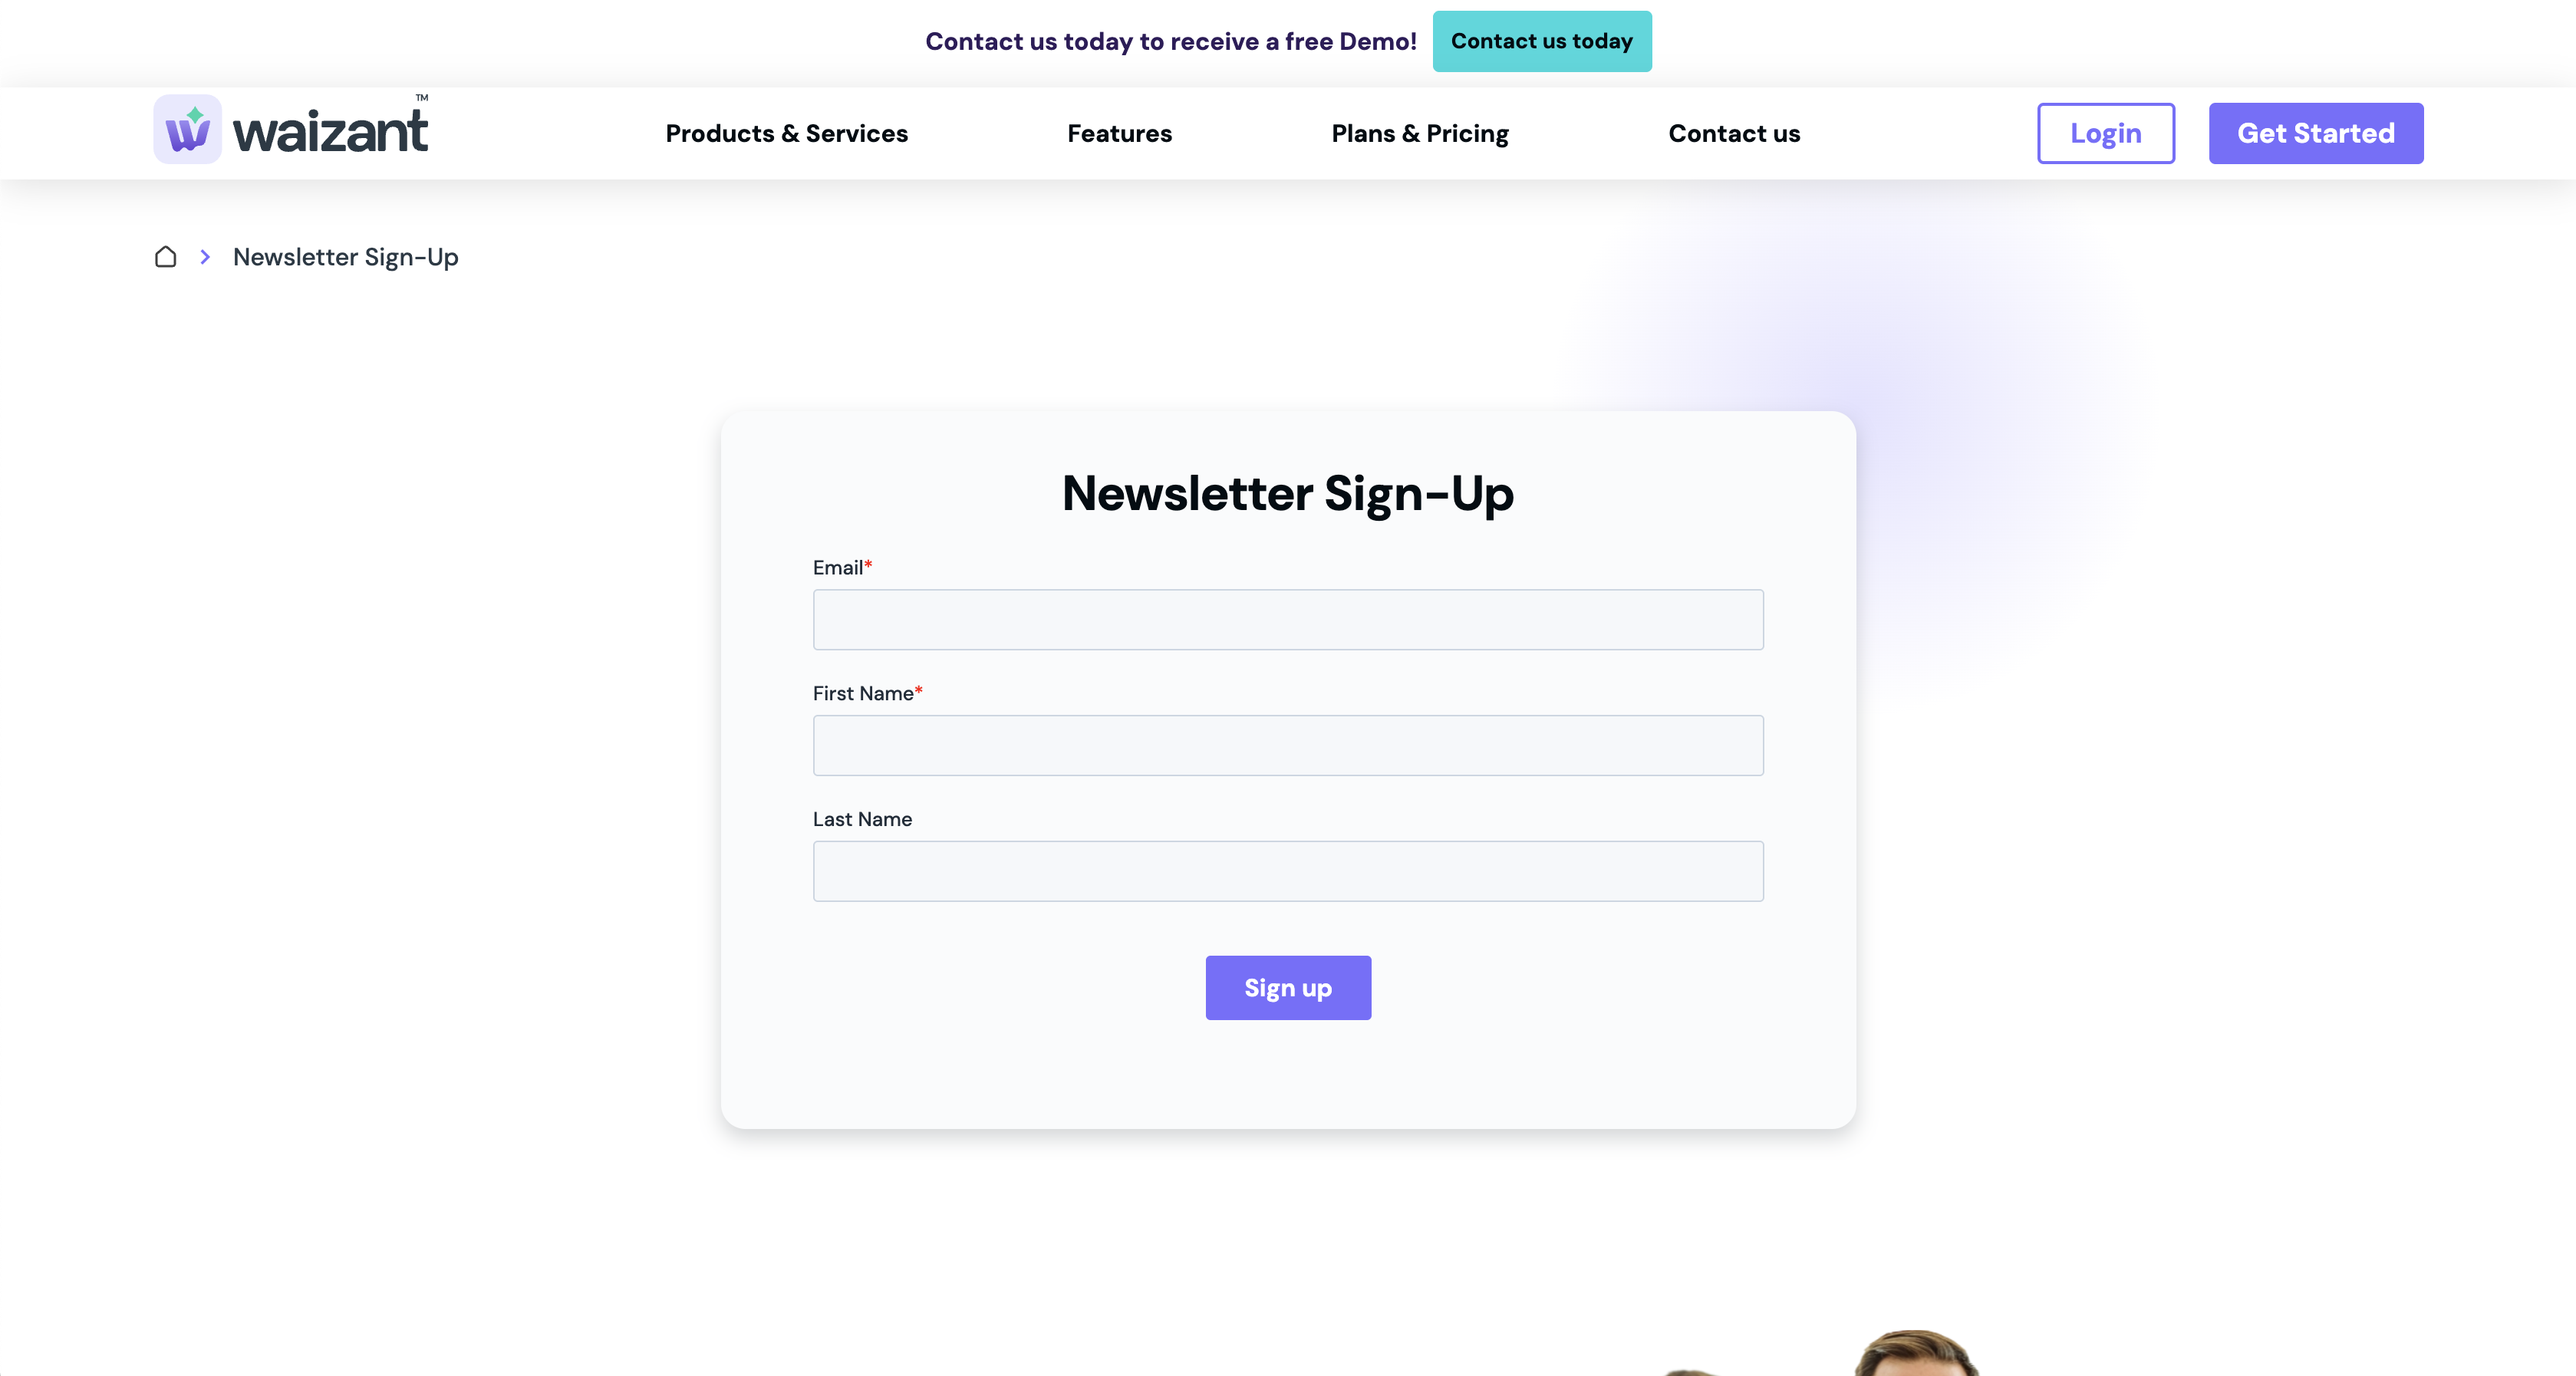 Contact us today to receive a free Demo! Contact us today
waizant™ Products & Services Features Plans & Pricing Contact us Login Get Started
Newsletter Sign-Up
Newsletter Sign-Up
Email*
First Name*
Last Name
Sign up